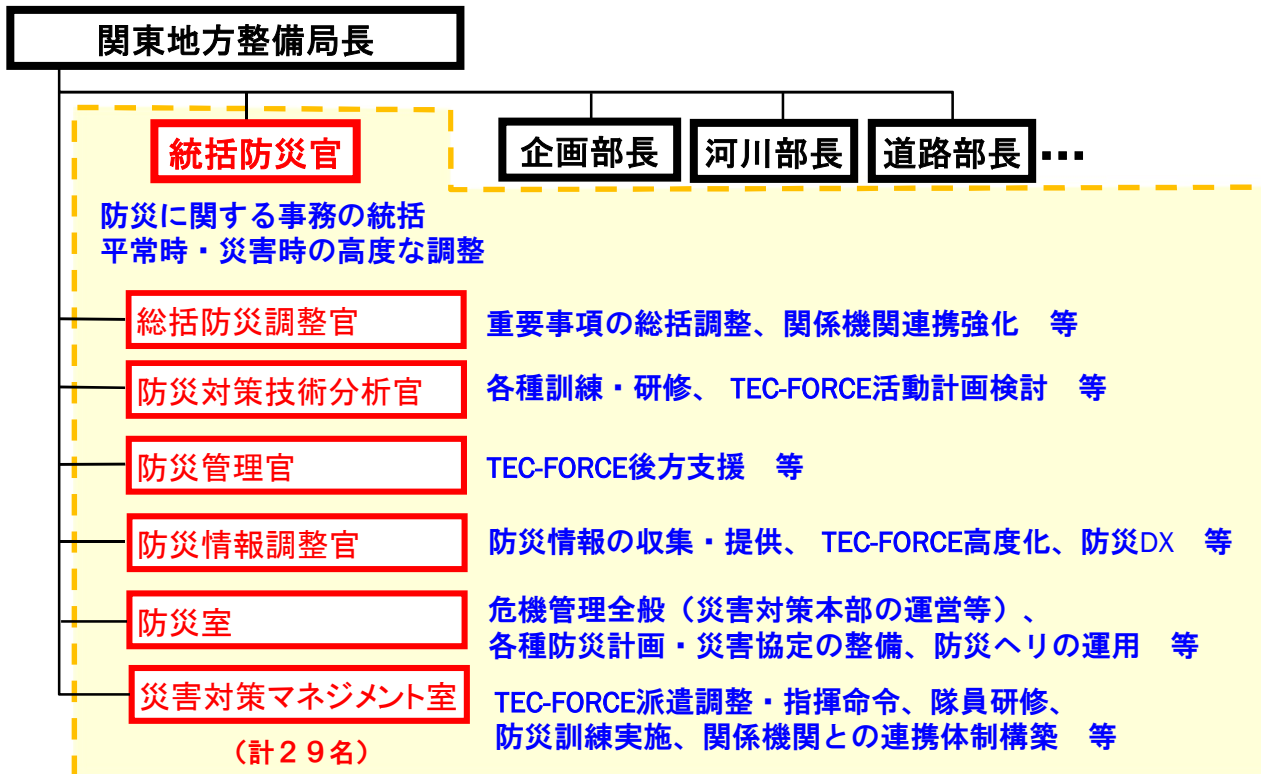 関東地方整備局長
統括防災官
企画部長
河川部長
道路部長
…
防災に関する事務の統括
平常時・災害時の高度な調整
総括防災調整官
重要事項の総括調整、関係機関連携強化　等
防災対策技術分析官
各種訓練・研修、 TEC-FORCE活動計画検討　等
防災管理官
TEC-FORCE後方支援　等
防災情報調整官
防災情報の収集・提供、 TEC-FORCE高度化、防災DX　等
防災室
危機管理全般（災害対策本部の運営等）、
各種防災計画・災害協定の整備、防災ヘリの運用　等
災害対策マネジメント室
TEC-FORCE派遣調整・指揮命令、隊員研修、
防災訓練実施、関係機関との連携体制構築　等
（計２９名）